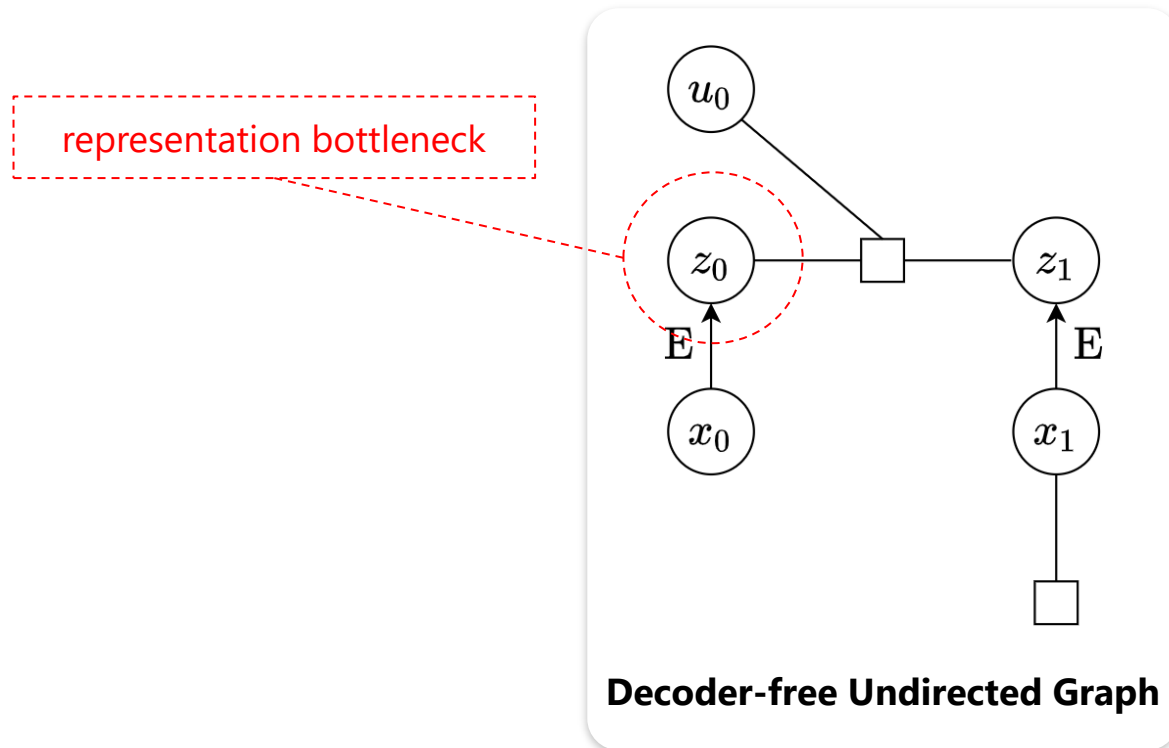 u₀
representation bottleneck
z₀
z₁
E
E
x₀
x₁
Decoder-free Undirected Graph